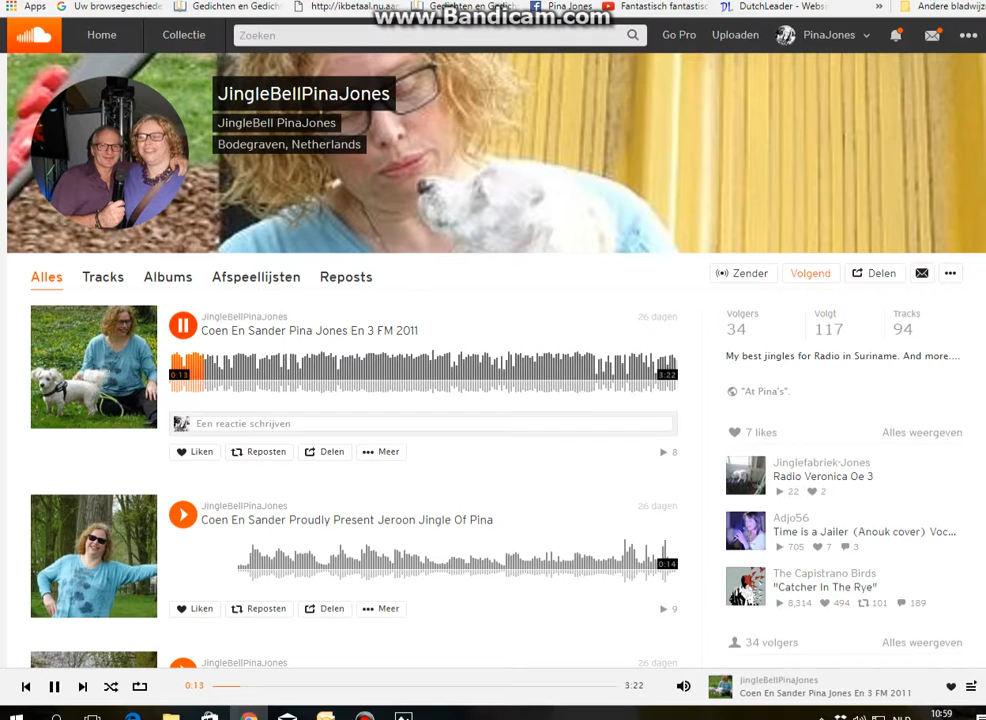 Apps
Uw browsegeschiede
Gedichten en Gedich
http://ikbetaal.nu.aa
Gedichten en Gedich
Pina Jones
Fantastisch fantastisc
DutchLeader - Webs
»
Andere bladwijz
www.Bandicam.com
Home
Collectie
Zoeken
Go Pro
Uploaden
PinaJones
JingleBellPinaJones
JingleBell PinaJones
Bodegraven, Netherlands
Alles
Tracks
Albums
Afspeellijsten
Reposts
Zender
Volgend
Delen
JingleBellPinaJones
26 dagen
Coen En Sander Pina Jones En 3 FM 2011
0:13
3:22
Een reactie schrijven
Liken
Reposten
Delen
Meer
8
JingleBellPinaJones
26 dagen
Coen En Sander Proudly Present Jeroon Jingle Of Pina
0:14
Liken
Reposten
Delen
Meer
9
JingleBellPinaJones
26 dagen
Volgers
34
Volgt
117
Tracks
94
My best jingles for Radio in Suriname. And more....
"At Pina's".
7 likes
Alles weergeven
Jinglefabriek-Jones
Radio Veronica Oe 3
22
2
Adjo56
Time is a Jailer (Anouk cover) Voc...
705
7
3
The Capistrano Birds
"Catcher In The Rye"
8,314
494
101
189
34 volgers
Alles weergeven
0:13
3:22
JingleBellPinaJones
Coen En Sander Pina Jones En 3 FM 2011
NLD
10:59